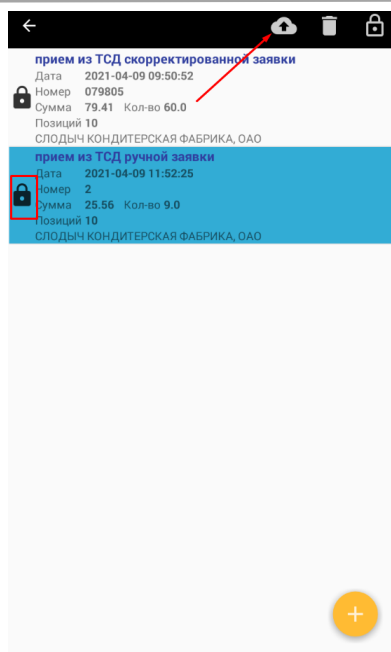 прием из ТСД скорректированной заявки
Дата 2021-04-09 09:50:52
Номер 079805
Сумма 79.41 Кол-во 60.0
Позиций 10
СЛОДЫЧ КОНДИТЕРСКАЯ ФАБРИКА, ОАО
прием из ТСД ручной заявки
Дата 2021-04-09 11:52:25
Номер 2
Сумма 25.56 Кол-во 9.0
Позиций 10
СЛОДЫЧ КОНДИТЕРСКАЯ ФАБРИКА, ОАО